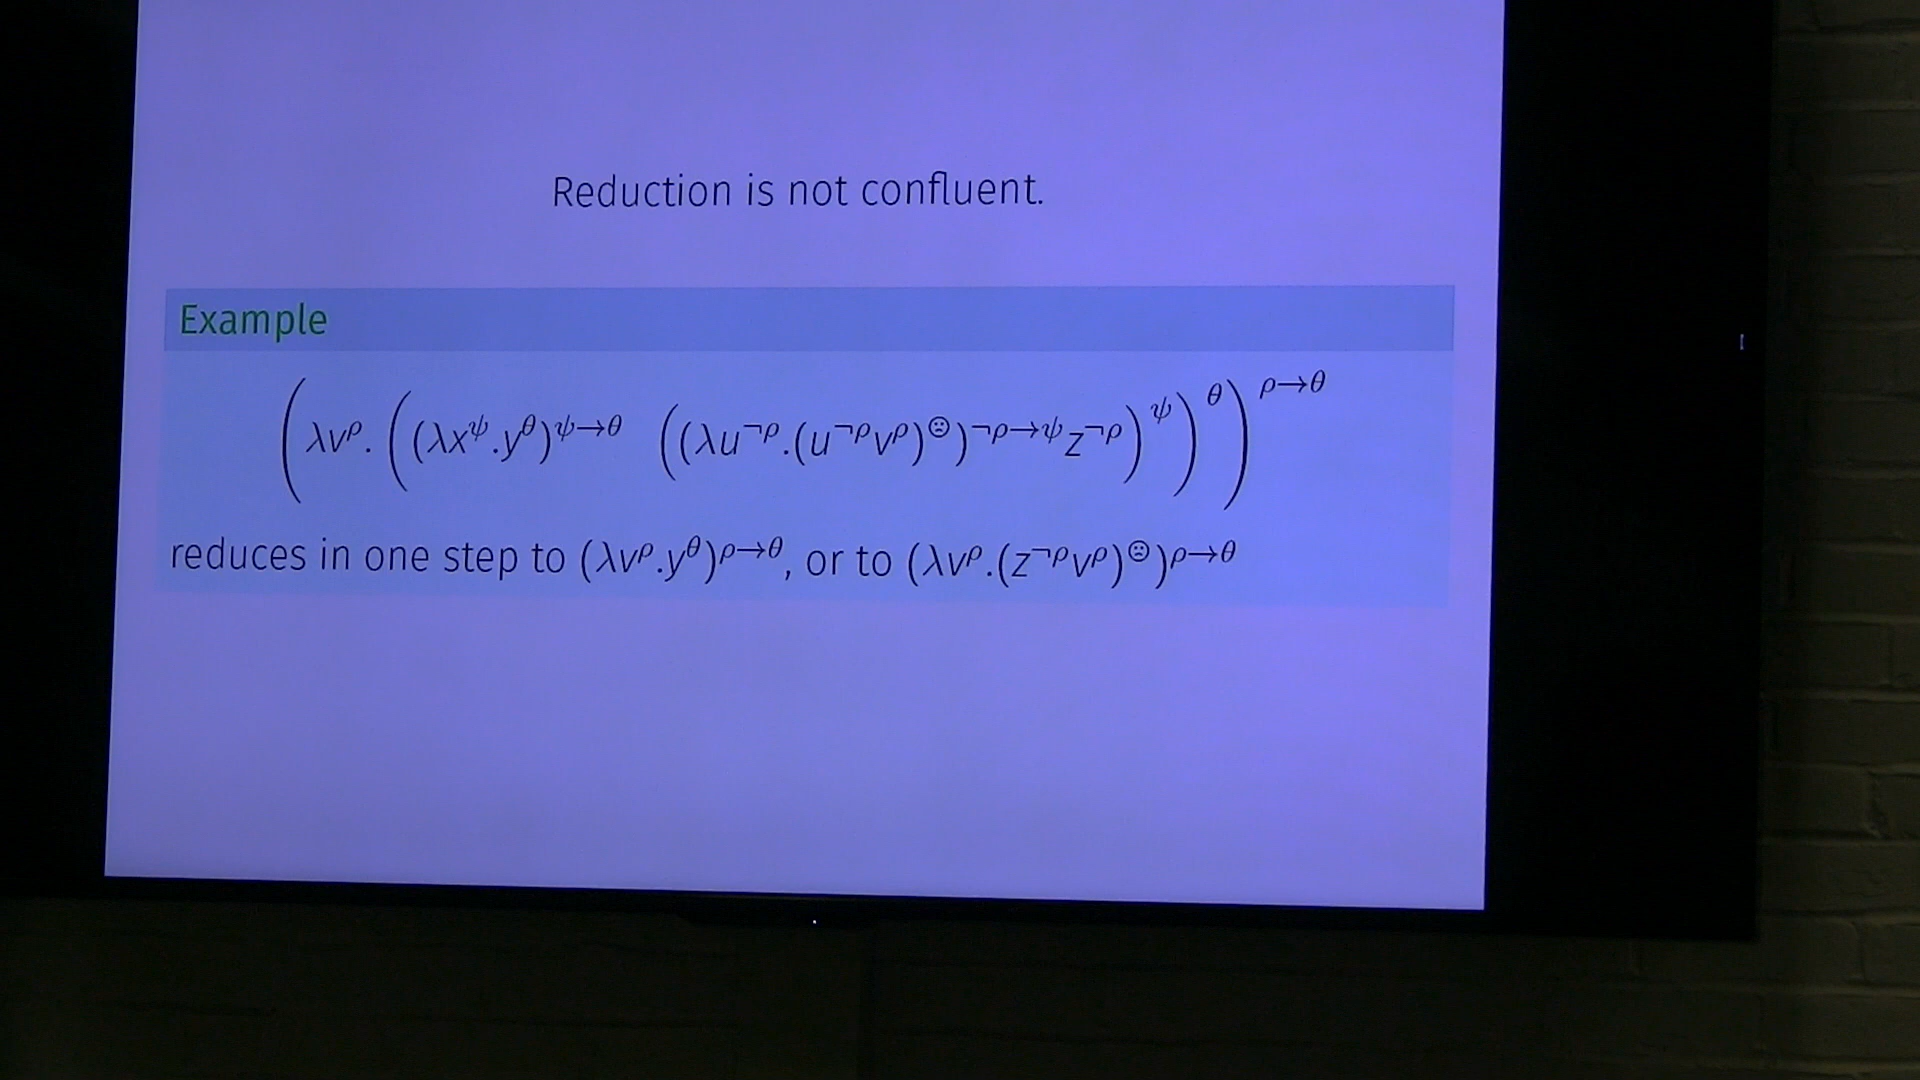 Reduction is not confluent.
Example
(λv^ρ. ((λx^ψ.y^θ)^{ψ→θ} ((λu^{¬ρ}.(u^{¬ρ}v^ρ)^☹)^{¬ρ→ψ}z^{¬ρ})^ψ)^θ)^{ρ→θ}
reduces in one step to (λv^ρ.y^θ)^{ρ→θ}, or to (λv^ρ.(z^{¬ρ}v^ρ)^☹)^{ρ→θ}